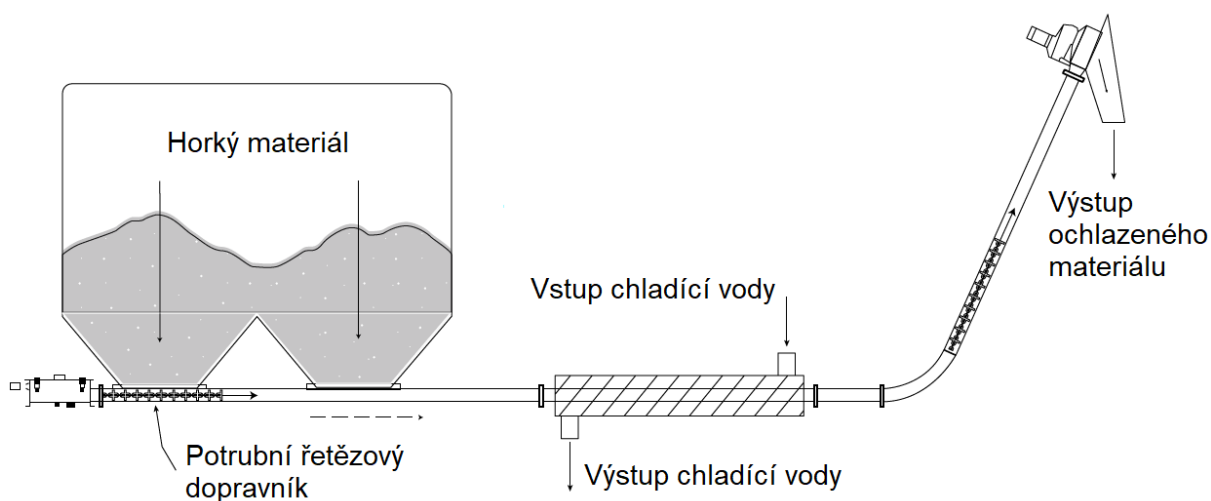 Horký materiál
Výstup
ochlazeného
materiálu
Vstup chladící vody
Potrubní řetězový
dopravník
Výstup chladící vody